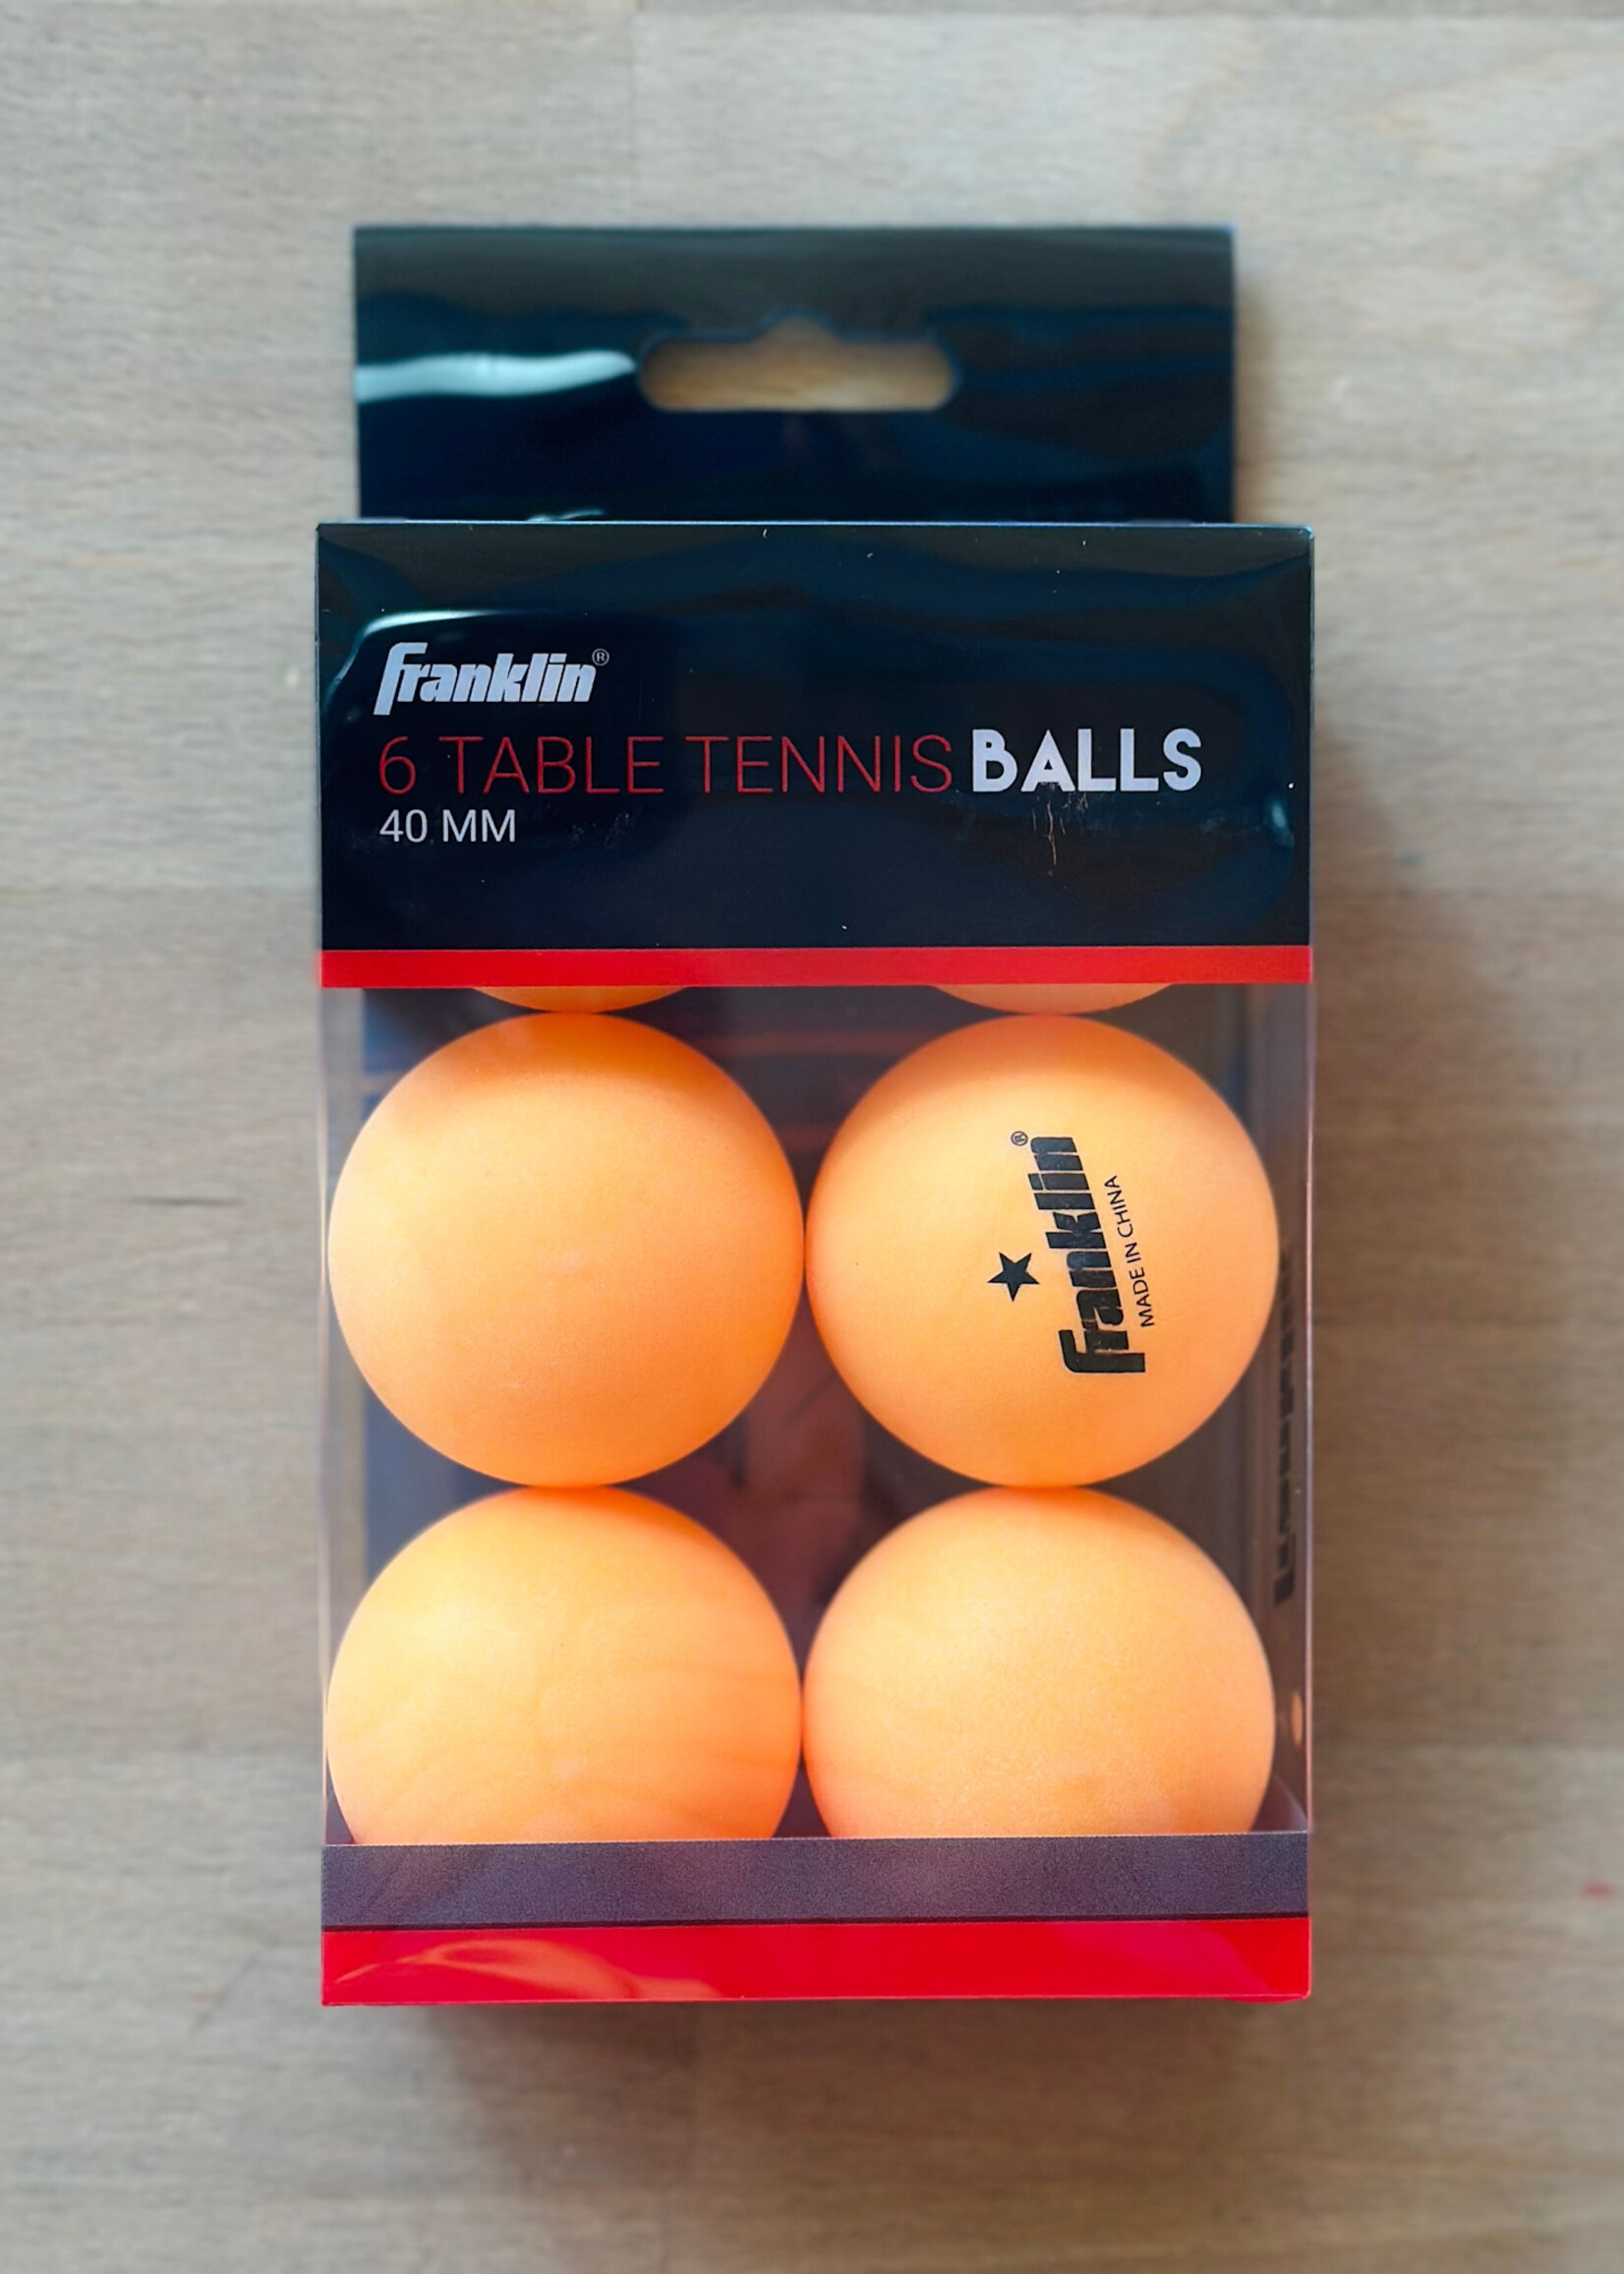 franklin®
6 TABLE TENNIS BALLS
40 MM
★ franklin®
MADE IN CHINA